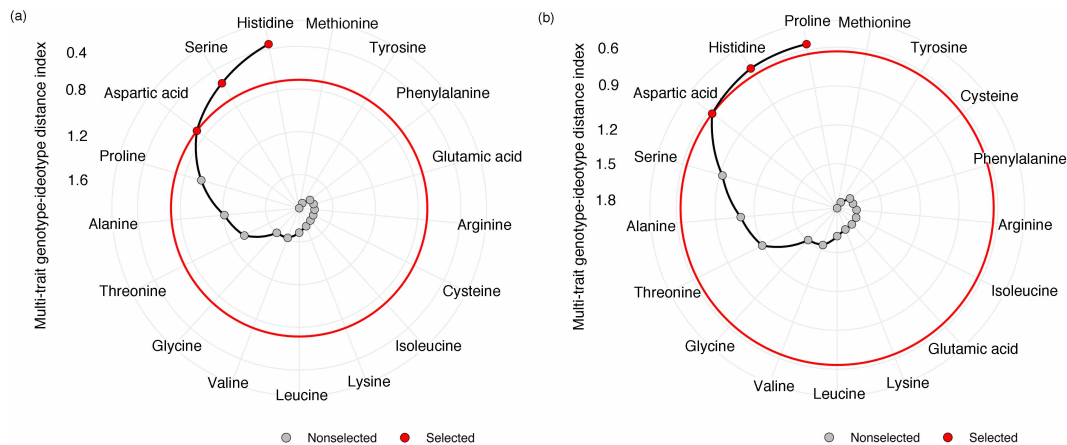 (a)
Multi-trait genotype-ideotype distance index
0.4
0.8
1.2
1.6
Histidine
Methionine
Tyrosine
Phenylalanine
Glutamic acid
Arginine
Cysteine
Isoleucine
Lysine
Leucine
Valine
Glycine
Threonine
Alanine
Proline
Aspartic acid
Serine
Nonselected
Selected
(b)
Multi-trait genotype-ideotype distance index
0.6
0.9
1.2
1.5
1.8
Proline
Methionine
Tyrosine
Cysteine
Phenylalanine
Arginine
Isoleucine
Glutamic acid
Lysine
Leucine
Valine
Glycine
Threonine
Alanine
Serine
Aspartic acid
Histidine
Nonselected
Selected